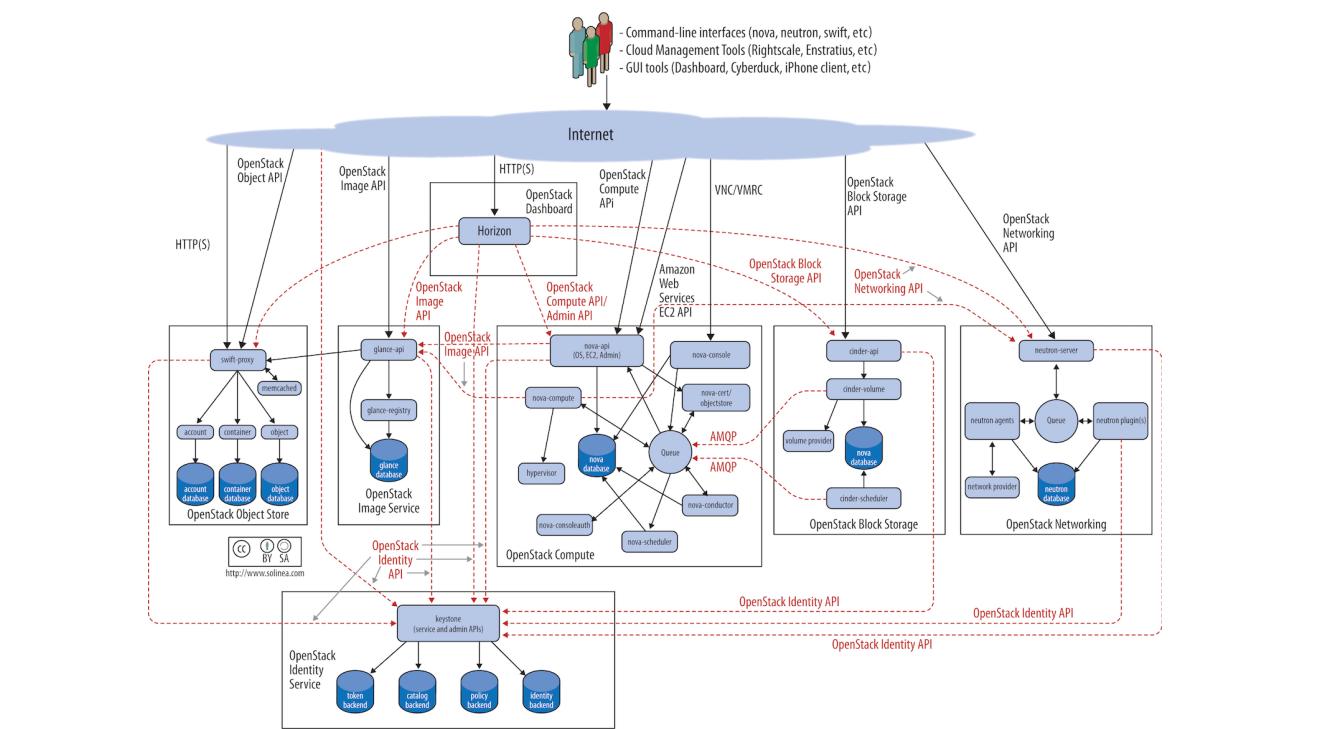 - Command-line interfaces (nova, neutron, swift, etc)
- Cloud Management Tools (Rightscale, Enstratius, etc)
- GUI tools (Dashboard, Cyberduck, iPhone client, etc)
Internet
OpenStack
Object API
OpenStack
Image API
HTTP(S)
OpenStack
Compute
APi
VNC/VMRC
OpenStack
Block Storage
API
OpenStack
Networking
API
HTTP(S)
OpenStack
Dashboard
Horizon
OpenStack
Image
API
OpenStack
Compute API/
Admin API
Amazon
Web
Services
EC2 API
OpenStack Block
Storage API
OpenStack
Networking API
OpenStack
Image API
swift-proxy
memcached
account
container
object
account
database
container
database
object
database
OpenStack Object Store
glance-api
glance-registry
glance
database
OpenStack
Image Service
nova-api
(OS, EC2, Admin)
nova-console
nova-compute
nova-cert/
objectstore
hypervisor
nova
database
Queue
nova-conductor
nova-consoleauth
nova-scheduler
OpenStack Compute
AMQP
AMQP
cinder-api
cinder-volume
volume provider
nova
database
cinder-scheduler
OpenStack Block Storage
neutron-server
neutron agents
Queue
neutron plugin(s)
network provider
neutron
database
OpenStack Networking
cc
BY SA
http://www.solinea.com
OpenStack
Identity
API
OpenStack Identity API
OpenStack Identity API
OpenStack Identity API
keystone
(service and admin APIs)
OpenStack
Identity
Service
token
backend
catalog
backend
policy
backend
identity
backend